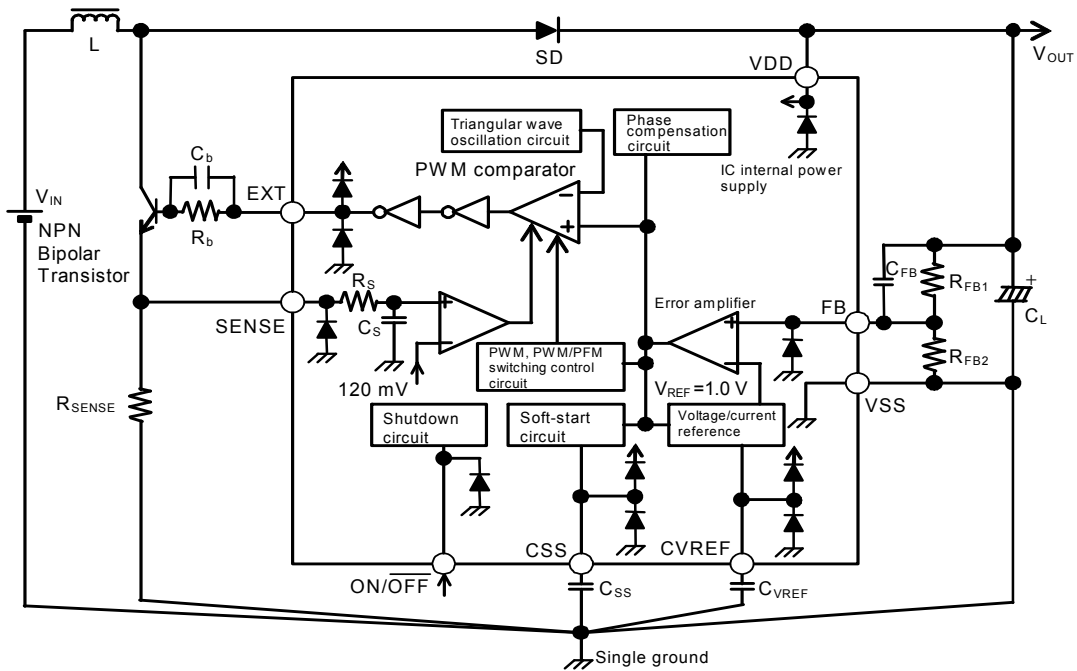 L
SD
VOUT
VDD
Triangular wave
oscillation circuit
Phase
compensation
circuit
PWM comparator
IC internal power
supply
Cb
Rb
EXT
VIN
NPN
Bipolar
Transistor
−
+
RS
CS
SENSE
+
−
120 mV
Error amplifier
+
−
FB
CFB
RFB1
RFB2
+
CL
VSS
PWM, PWM/PFM
switching control
circuit
VREF=1.0 V
RSENSE
Shutdown
circuit
Soft-start
circuit
Voltage/current
reference
ON/OFF
CSS
CVREF
CSS
CVREF
Single ground